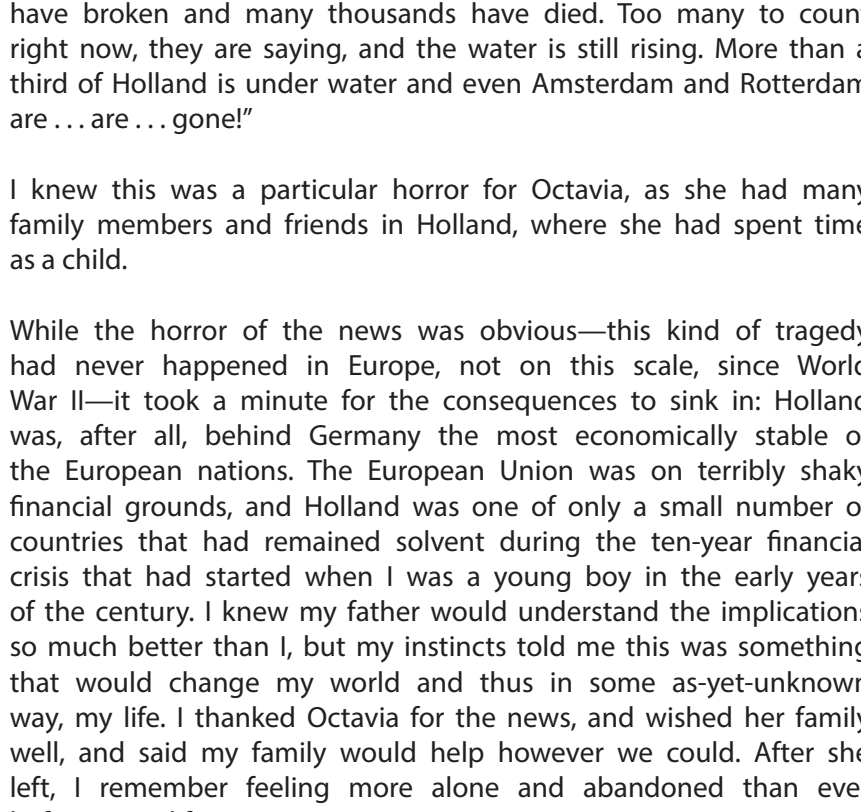 have broken and many thousands have died. Too many to coun
right now, they are saying, and the water is still rising. More than a
third of Holland is under water and even Amsterdam and Rotterdam
are . . . are . . . gone!”
I knew this was a particular horror for Octavia, as she had many
family members and friends in Holland, where she had spent time
as a child.
While the horror of the news was obvious—this kind of tragedy
had never happened in Europe, not on this scale, since World
War II—it took a minute for the consequences to sink in: Holland
was, after all, behind Germany the most economically stable o
the European nations. The European Union was on terribly shaky
financial grounds, and Holland was one of only a small number o
countries that had remained solvent during the ten-year financia
crisis that had started when I was a young boy in the early years
of the century. I knew my father would understand the implications
so much better than I, but my instincts told me this was something
that would change my world and thus in some as-yet-unknown
way, my life. I thanked Octavia for the news, and wished her family
well, and said my family would help however we could. After she
left, I remember feeling more alone and abandoned than eve